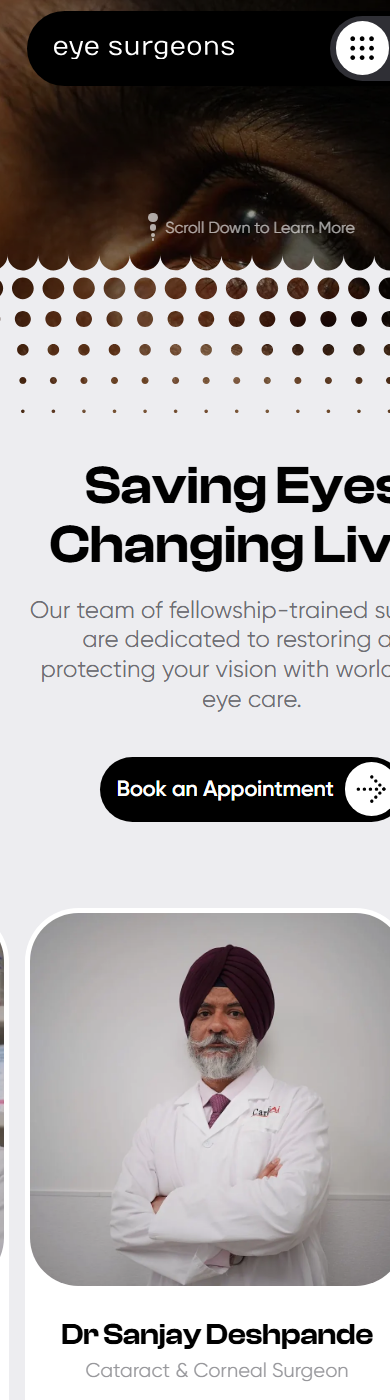 eye surgeons
Scroll Down to Learn More
Saving Eyes
Changing Liv
Our team of fellowship-trained su
are dedicated to restoring a
protecting your vision with world
eye care.
Book an Appointment
Dr Sanjay Deshpande
Cataract & Corneal Surgeon